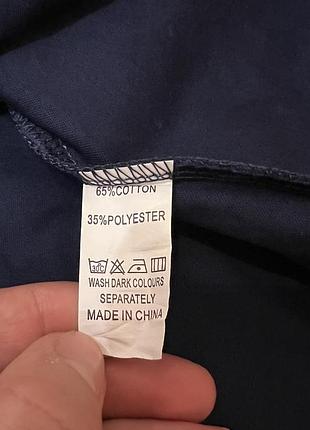 65%COTTON
35%POLYESTER
WASH DARK COLOURS
SEPARATELY
MADE IN CHINA